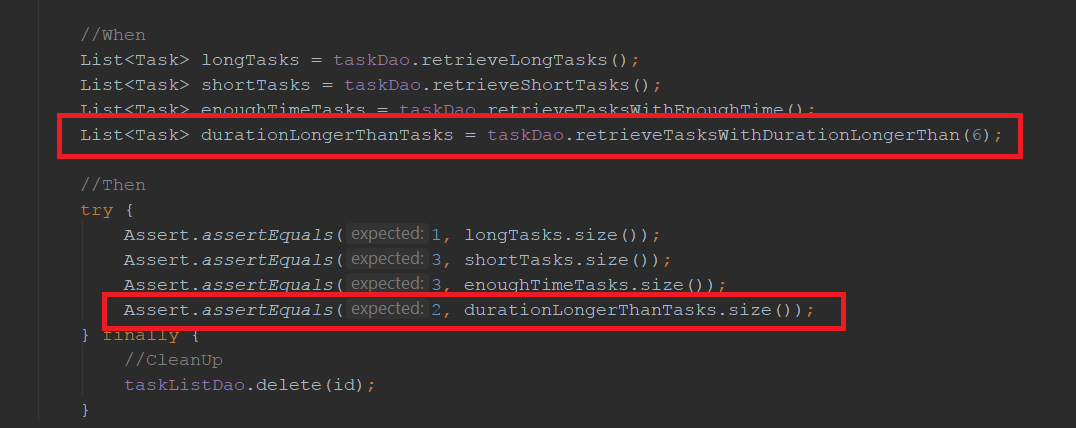 //When
List<Task> longTasks = taskDao.retrieveLongTasks();
List<Task> shortTasks = taskDao.retrieveShortTasks();
List<Task> enoughTimeTasks = taskDao.retrieveTasksWithEnoughTime();
List<Task> durationLongerThanTasks = taskDao.retrieveTasksWithDurationLongerThan(6);
//Then
try {
Assert.assertEquals( expected: 1, longTasks.size());
Assert.assertEquals( expected: 3, shortTasks.size());
Assert.assertEquals( expected: 3, enoughTimeTasks.size());
Assert.assertEquals( expected: 2, durationLongerThanTasks.size());
} finally {
//CleanUp
taskListDao.delete(id);
}